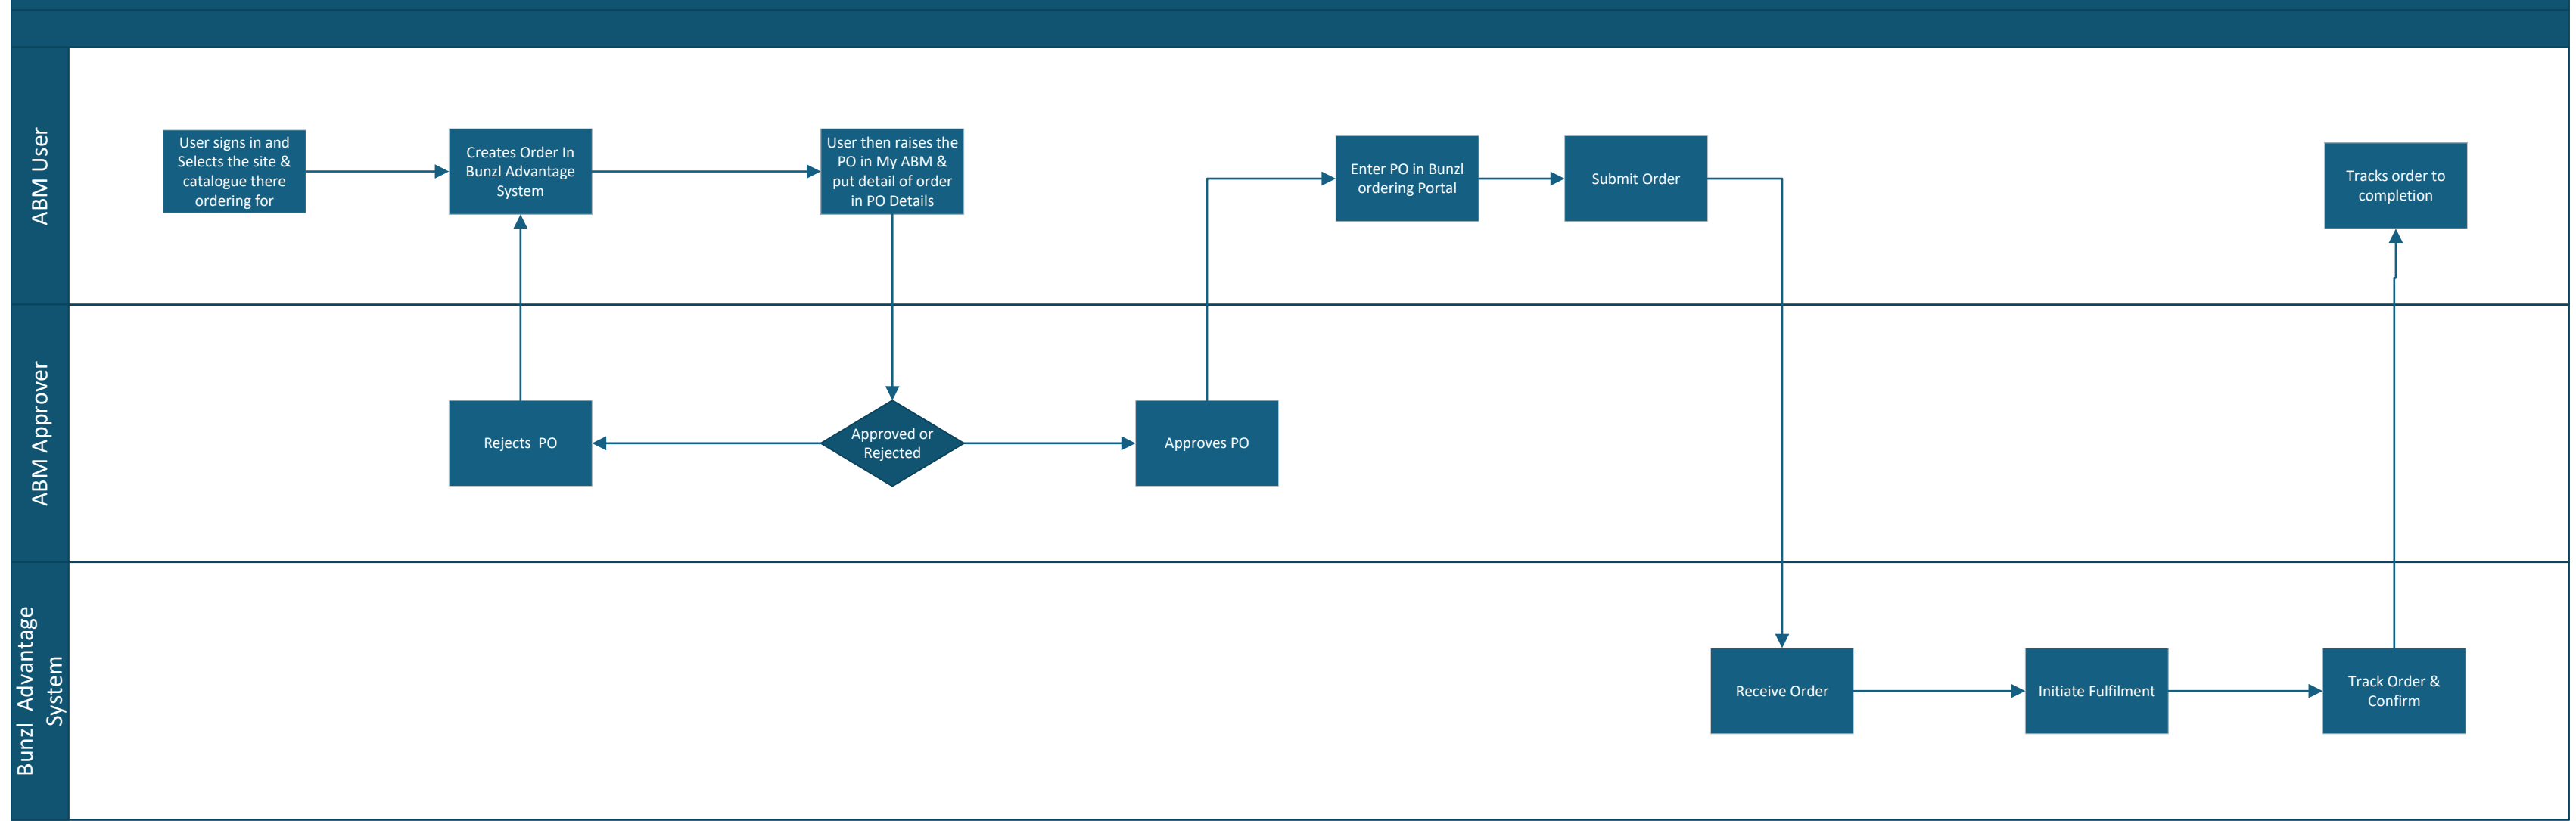 ABM User
User signs in and
Selects the site &
catalogue there
ordering for
Creates Order In
Bunzl Advantage
System
User then raises the
PO in My ABM &
put detail of order
in PO Details
Enter PO in Bunzl
ordering Portal
Submit Order
Tracks order to
completion
ABM Approver
Rejects  PO
Approved or
Rejected
Approves PO
Bunzl  Advantage
System
Receive Order
Initiate Fulfilment
Track Order &
Confirm